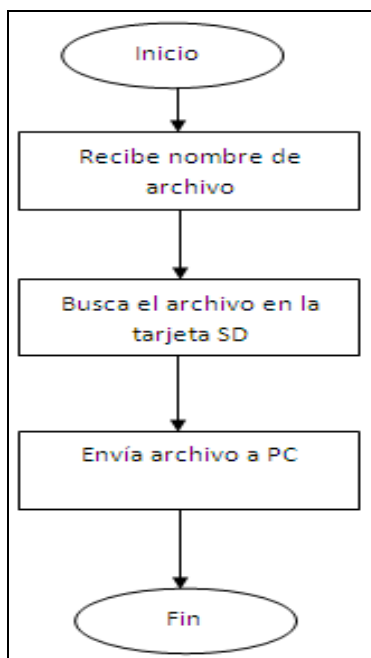 Inicio
Recibe nombre de
archivo
Busca el archivo en la
tarjeta SD
Envía archivo a PC
Fin